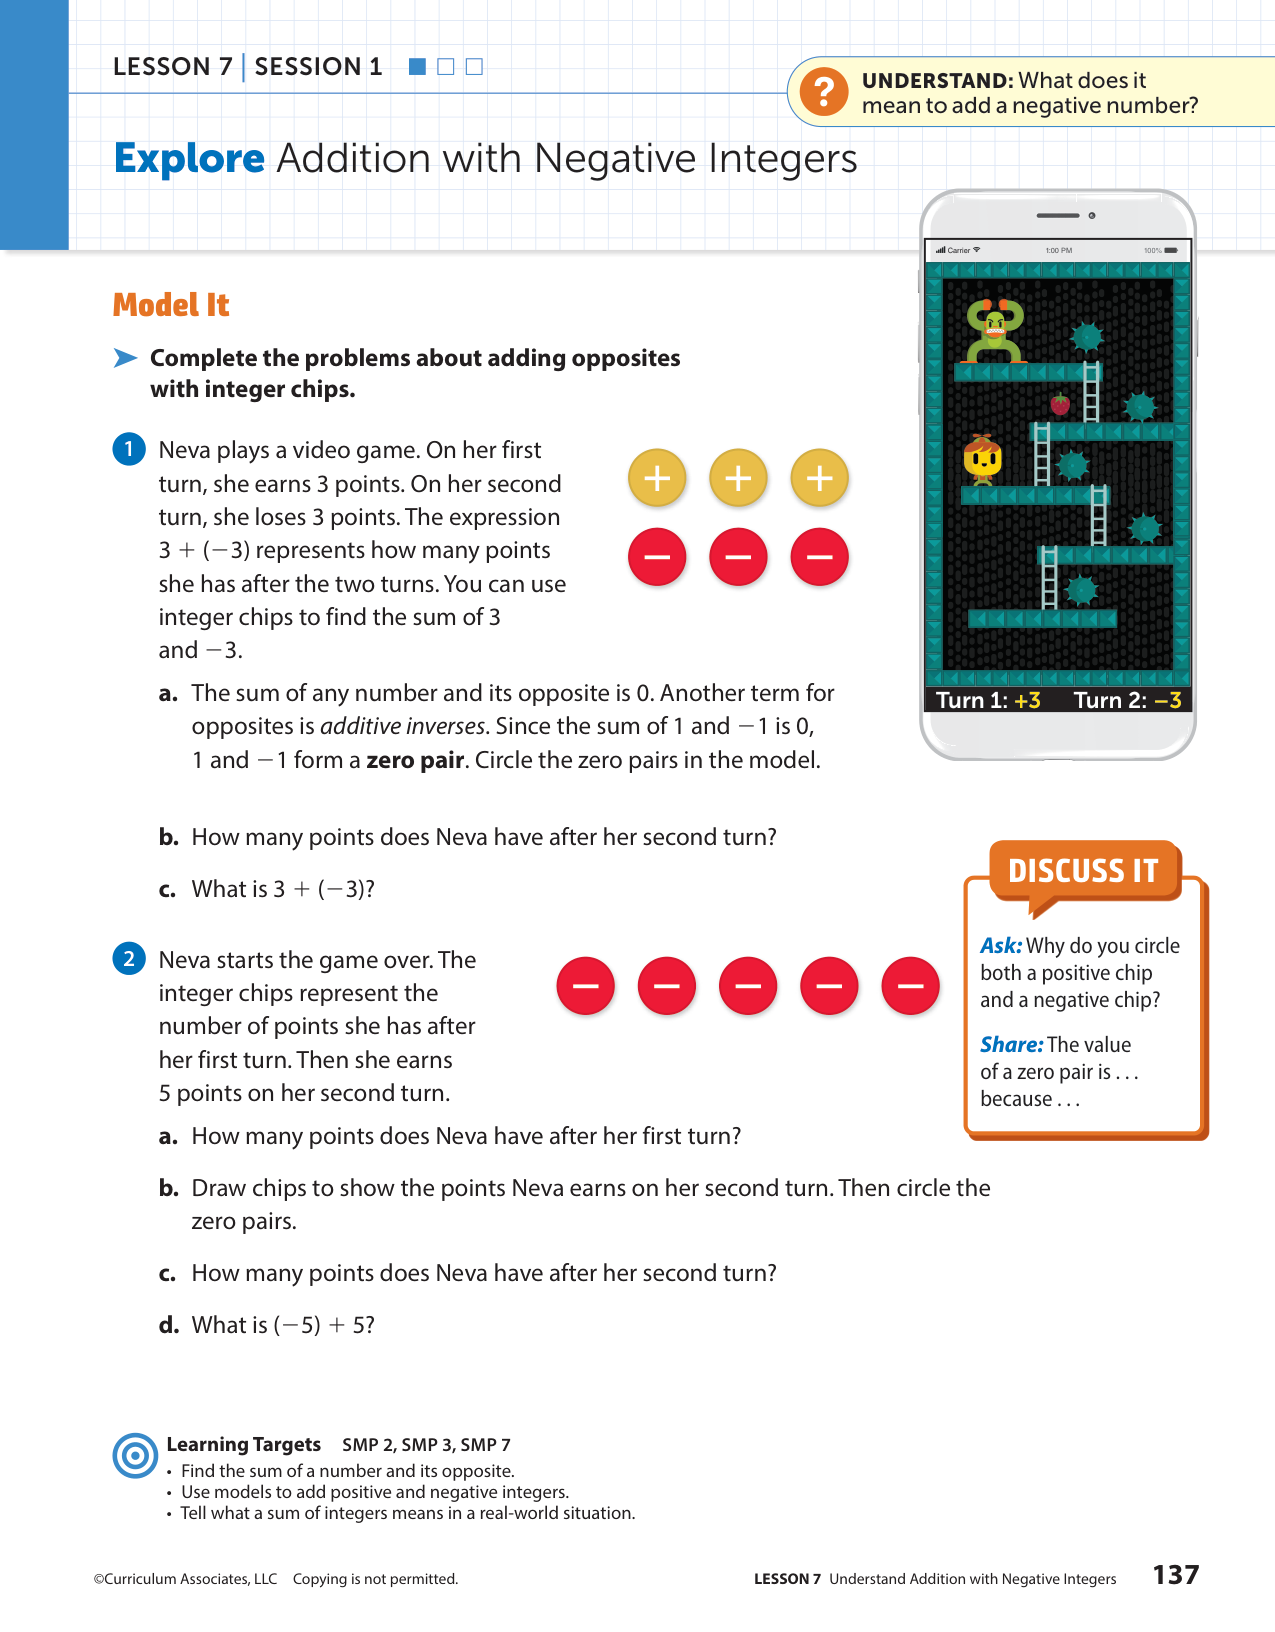 LESSON 7 | SESSION 1
? UNDERSTAND: What does it
mean to add a negative number?
Explore Addition with Negative Integers
Carrier 1:00 PM 100%
Turn 1: +3 Turn 2: −3
Model It
Complete the problems about adding opposites
with integer chips.
1 Neva plays a video game. On her first
turn, she earns 3 points. On her second
turn, she loses 3 points. The expression
3 + (−3) represents how many points
she has after the two turns. You can use
integer chips to find the sum of 3
and −3.
+ + +
− − −
a. The sum of any number and its opposite is 0. Another term for
opposites is additive inverses. Since the sum of 1 and −1 is 0,
1 and −1 form a zero pair. Circle the zero pairs in the model.
b. How many points does Neva have after her second turn?
c. What is 3 + (−3)?
2 Neva starts the game over. The
integer chips represent the
number of points she has after
her first turn. Then she earns
5 points on her second turn.
− − − − −
a. How many points does Neva have after her first turn?
b. Draw chips to show the points Neva earns on her second turn. Then circle the
zero pairs.
c. How many points does Neva have after her second turn?
d. What is (−5) + 5?
DISCUSS IT
Ask: Why do you circle
both a positive chip
and a negative chip?
Share: The value
of a zero pair is . . .
because . . .
Learning Targets SMP 2, SMP 3, SMP 7
• Find the sum of a number and its opposite.
• Use models to add positive and negative integers.
• Tell what a sum of integers means in a real-world situation.
©Curriculum Associates, LLC Copying is not permitted.
LESSON 7 Understand Addition with Negative Integers 137